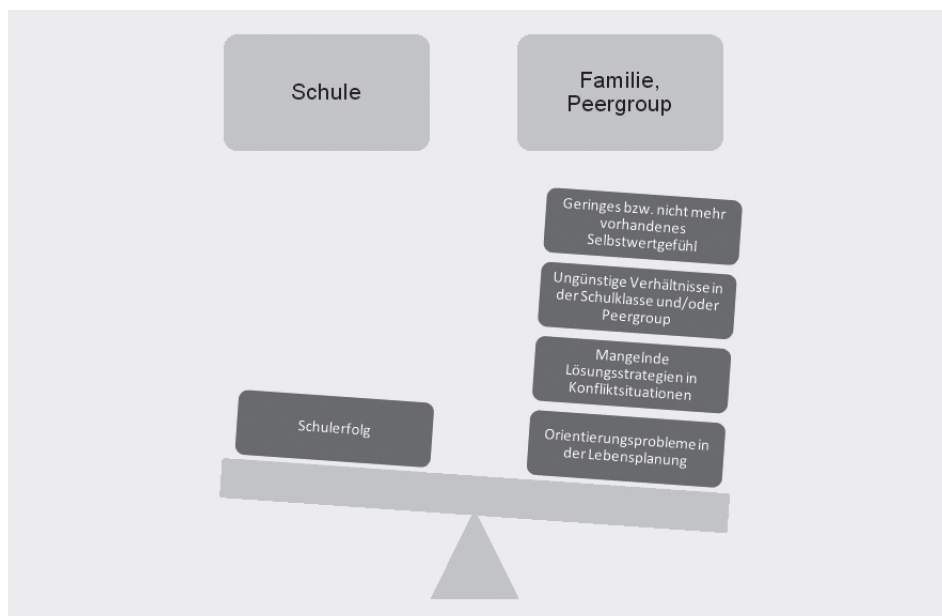 Schule
Familie,
Peergroup
Geringes bzw. nicht mehr
vorhandenes
Selbstwertgefühl
Ungünstige Verhältnisse in
der Schulklasse und/oder
Peergroup
Mangelnde
Lösungsstrategien in
Konfliktsituationen
Schulerfolg
Orientierungsprobleme in
der Lebensplanung